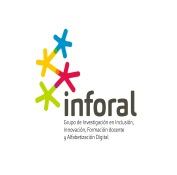 inforal
Grupo de Investigación en Inclusión,
Innovación, Formación docente
y Alfabetización Digital